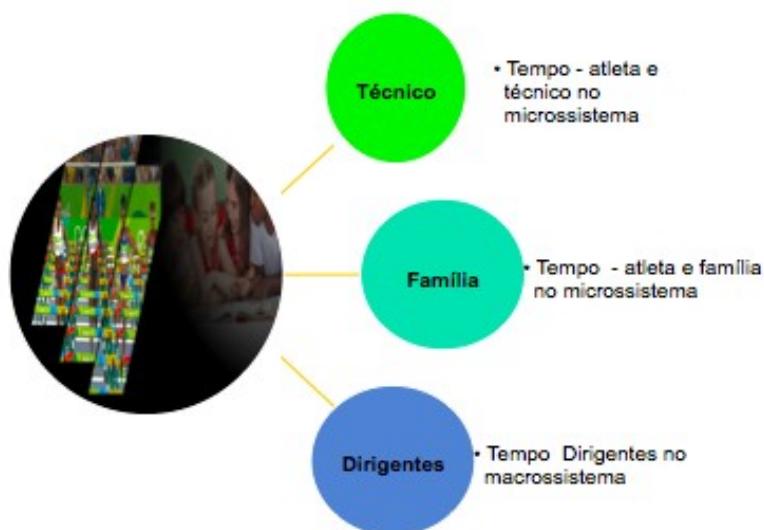 Técnico
• Tempo - atleta e
técnico no
microssistema
Família
• Tempo - atleta e família
no microssistema
Dirigentes
• Tempo Dirigentes no
macrossistema